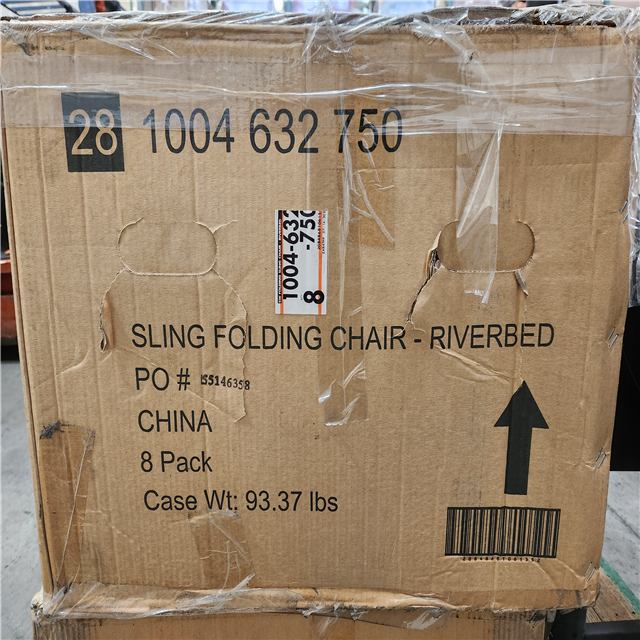 28 1004 632 750
1004-632
-750
8
SLING FOLDING CHAIR - RIVERBED
PO # 55146358
CHINA
8 Pack
Case Wt: 93.37 lbs